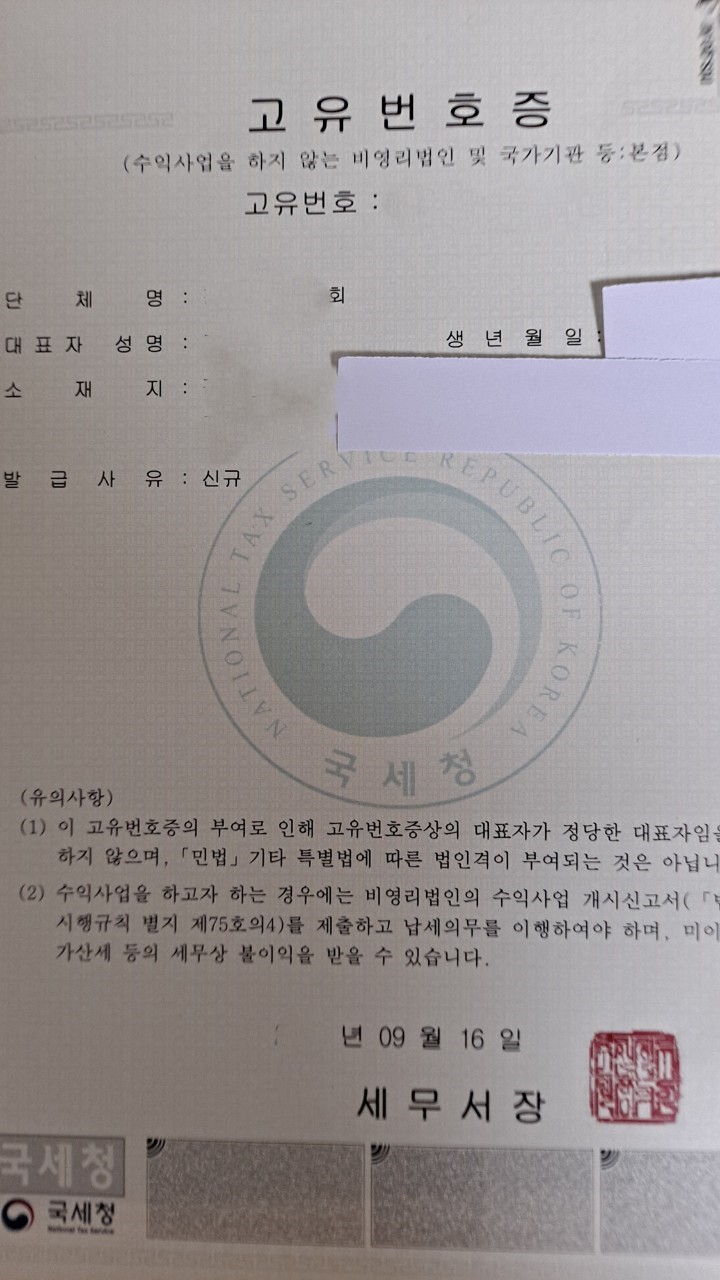 고유번호증
(수익사업을 하지 않는 비영리법인 및 국가기관 등:본점)
고유번호 :
단 체 명 : 회
대표자 성명 : 생 년 월 일 :
소 재 지 :
발 급 사 유 : 신규
NATIONAL TAX SERVICE REPUBLIC OF KOREA
국세청
(유의사항)
(1) 이 고유번호증의 부여로 인해 고유번호증상의 대표자가 정당한 대표자임을
하지 않으며, 「민법」 기타 특별법에 따른 법인격이 부여되는 것은 아닙니
(2) 수익사업을 하고자 하는 경우에는 비영리법인의 수익사업 개시신고서(「
시행규칙 별지 제75호의4)를 제출하고 납세의무를 이행하여야 하며, 미이
가산세 등의 세무상 불이익을 받을 수 있습니다.
년 09 월 16 일
세 무 서 장
국세청
국세청
National Tax Service